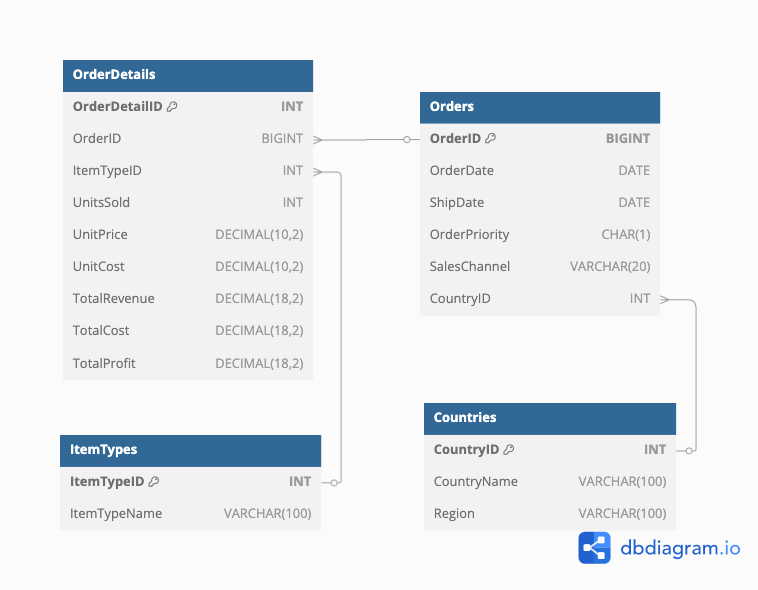 OrderDetails
OrderDetailID INT
OrderID BIGINT
ItemTypeID INT
UnitsSold INT
UnitPrice DECIMAL(10,2)
UnitCost DECIMAL(10,2)
TotalRevenue DECIMAL(18,2)
TotalCost DECIMAL(18,2)
TotalProfit DECIMAL(18,2)
Orders
OrderID BIGINT
OrderDate DATE
ShipDate DATE
OrderPriority CHAR(1)
SalesChannel VARCHAR(20)
CountryID INT
ItemTypes
ItemTypeID INT
ItemTypeName VARCHAR(100)
Countries
CountryID INT
CountryName VARCHAR(100)
Region VARCHAR(100)
dbdiagram.io